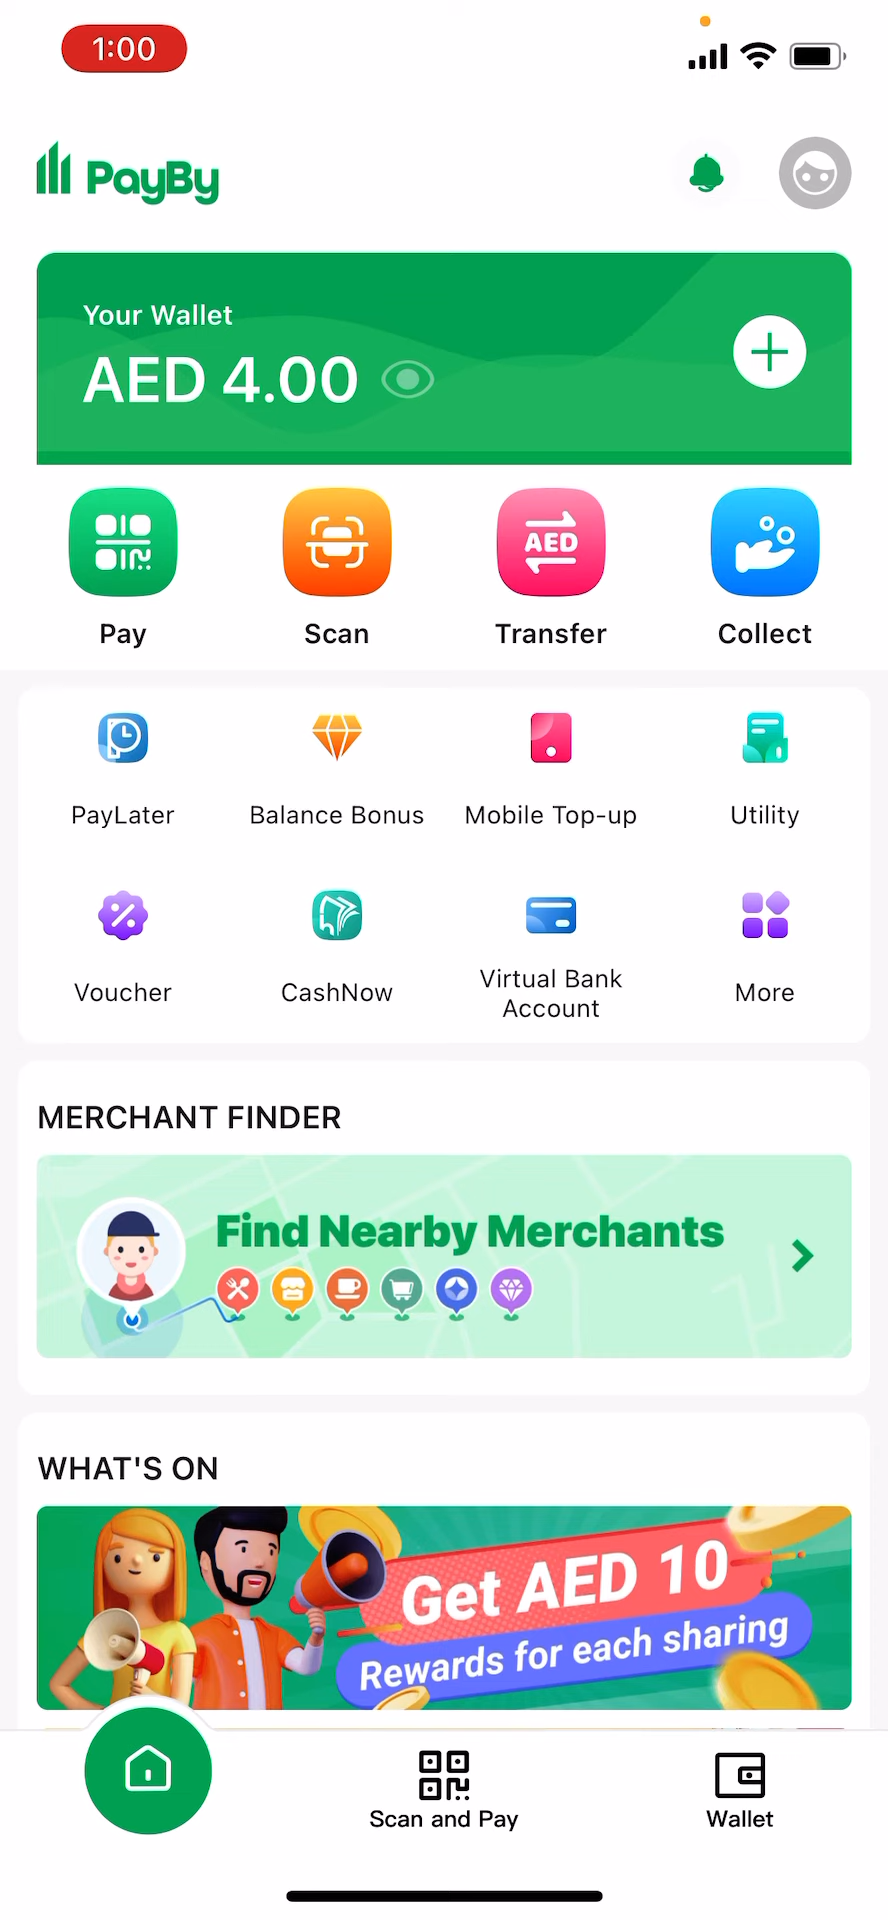 1:00
PayBy
Your Wallet
AED 4.00
AED
Pay
Scan
Transfer
Collect
PayLater
Balance Bonus
Mobile Top-up
Utility
Voucher
CashNow
Virtual Bank
Account
More
MERCHANT FINDER
Find Nearby Merchants
WHAT'S ON
Get AED 10
Rewards for each sharing
Scan and Pay
Wallet